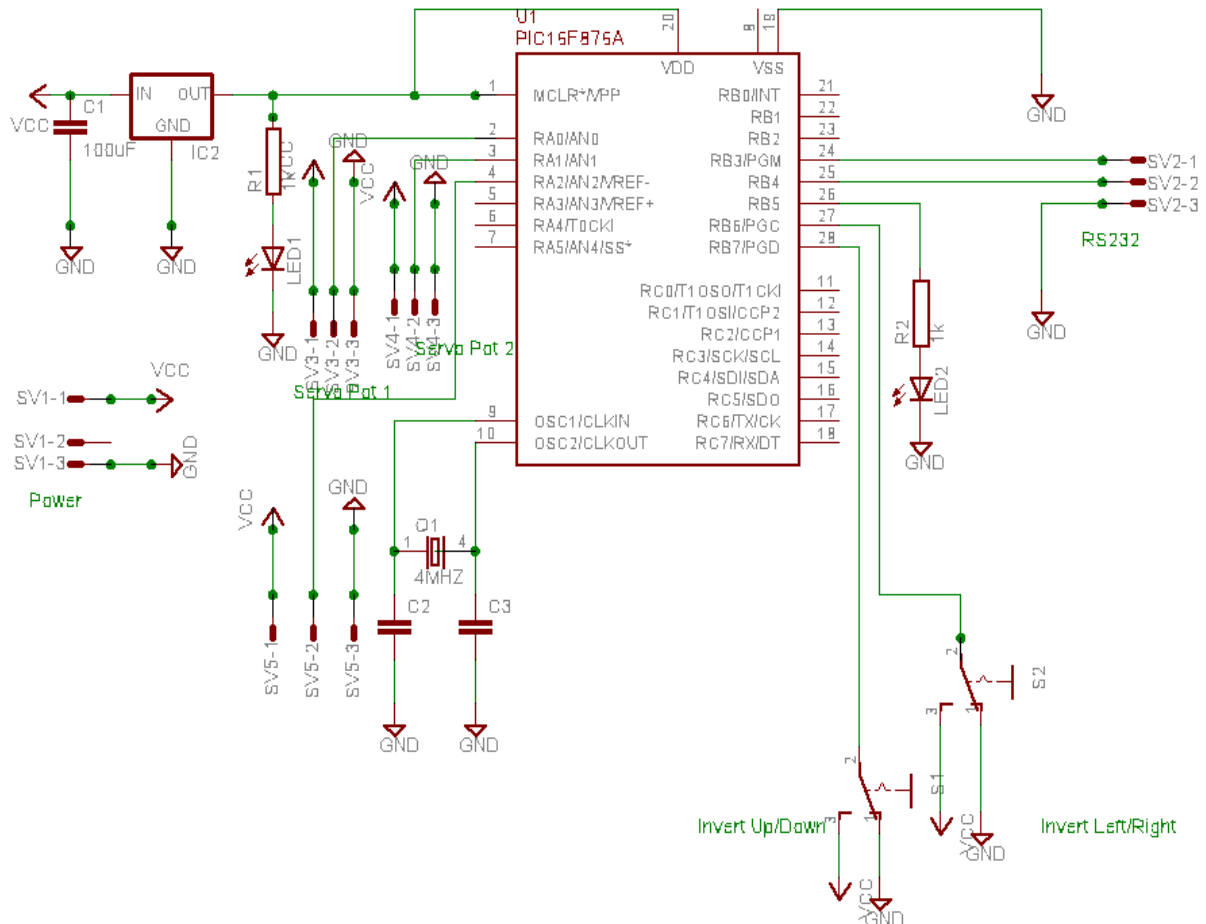 U1
PIC16F876A
20
8
19
VDD
VSS
IN
OUT
GND
IC2
VCC
C1
100uF
GND
GND
R1
1k
LED1
GND
VCC
GND
VCC
GND
SV3-1
SV3-2
SV3-3
Servo Pot 1
SV4-1
SV4-2
SV4-3
Servo Pot 2
1
MCLR*/VPP
2
RA0/AN0
3
RA1/AN1
4
RA2/AN2/VREF-
5
RA3/AN3/VREF+
6
RA4/T0CKI
7
RA5/AN4/SS*
9
OSC1/CLKIN
10
OSC2/CLKOUT
RB0/INT
21
RB1
22
RB2
23
RB3/PGM
24
RB4
25
RB5
26
RB6/PGC
27
RB7/PGD
28
RC0/T1OSO/T1CKI
11
RC1/T1OSI/CCP2
12
RC2/CCP1
13
RC3/SCK/SCL
14
RC4/SDI/SDA
15
RC5/SDO
16
RC6/TX/CK
17
RC7/RX/DT
18
GND
SV2-1
SV2-2
SV2-3
RS232
GND
R2
1k
LED2
GND
SV1-1
VCC
SV1-2
SV1-3
GND
Power
VCC
GND
SV5-1
SV5-2
SV5-3
Q1
1
4
4MHZ
C2
C3
GND
GND
2
S2
3
1
VCC
GND
Invert Left/Right
2
S1
3
1
VCC
GND
Invert Up/Down